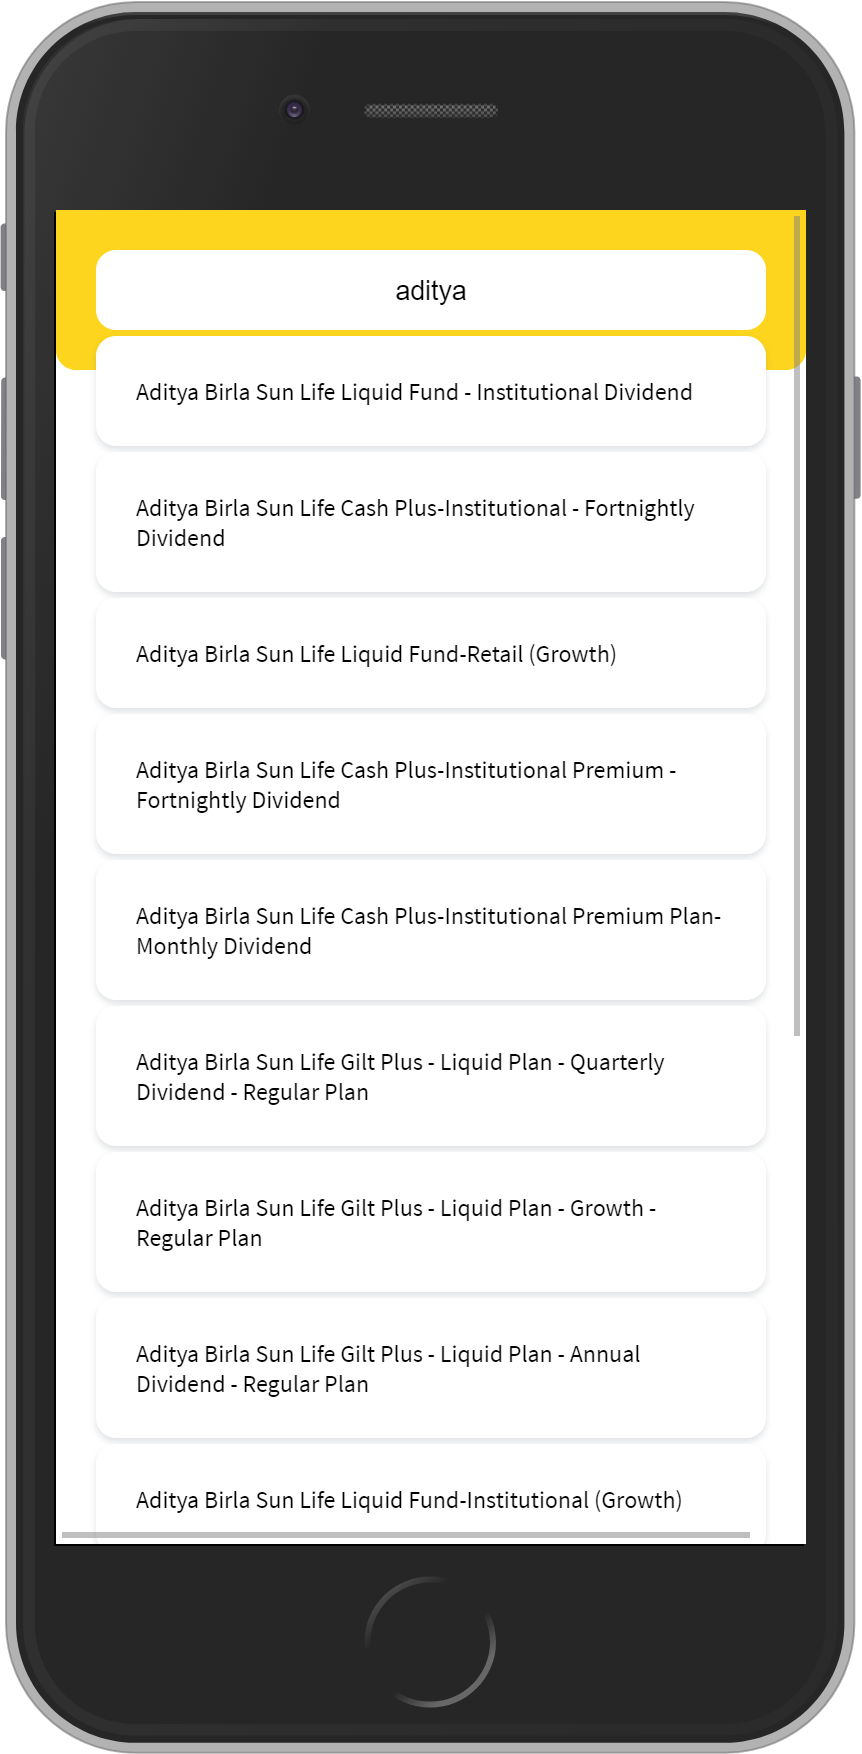 aditya
Aditya Birla Sun Life Liquid Fund - Institutional Dividend
Aditya Birla Sun Life Cash Plus-Institutional - Fortnightly
Dividend
Aditya Birla Sun Life Liquid Fund-Retail (Growth)
Aditya Birla Sun Life Cash Plus-Institutional Premium -
Fortnightly Dividend
Aditya Birla Sun Life Cash Plus-Institutional Premium Plan-
Monthly Dividend
Aditya Birla Sun Life Gilt Plus - Liquid Plan - Quarterly
Dividend - Regular Plan
Aditya Birla Sun Life Gilt Plus - Liquid Plan - Growth -
Regular Plan
Aditya Birla Sun Life Gilt Plus - Liquid Plan - Annual
Dividend - Regular Plan
Aditya Birla Sun Life Liquid Fund-Institutional (Growth)